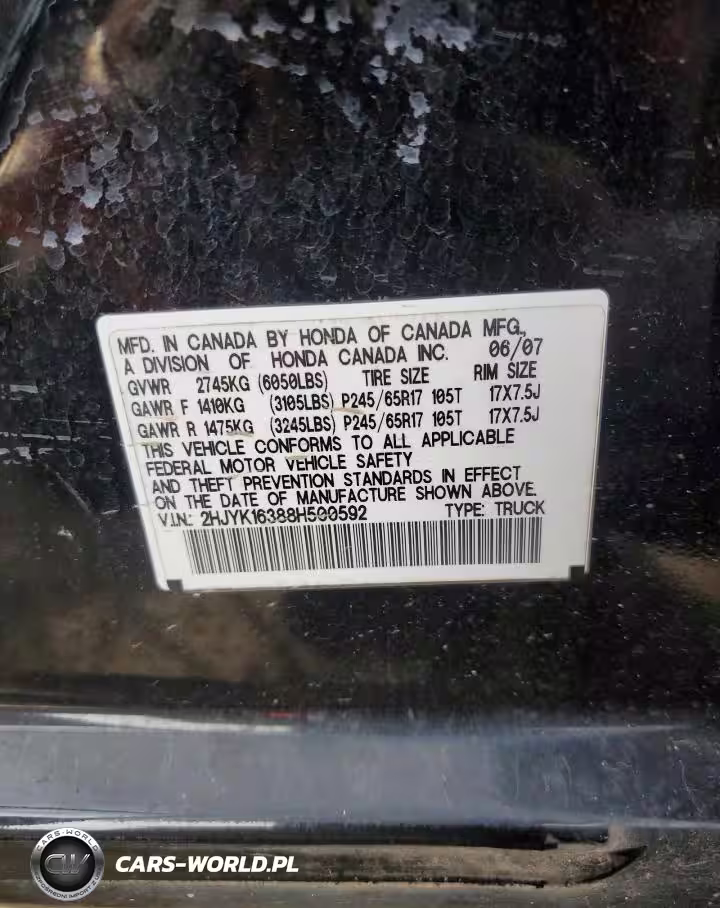 MFD. IN CANADA BY HONDA OF CANADA MFG.,
A DIVISION OF HONDA CANADA INC. 06/07
GVWR 2745KG (6050LBS) TIRE SIZE RIM SIZE
GAWR F 1410KG (3105LBS) P245/65R17 105T 17X7.5J
GAWR R 1475KG (3245LBS) P245/65R17 105T 17X7.5J
THIS VEHICLE CONFORMS TO ALL APPLICABLE
FEDERAL MOTOR VEHICLE SAFETY
AND THEFT PREVENTION STANDARDS IN EFFECT
ON THE DATE OF MANUFACTURE SHOWN ABOVE.
V.I.N.: 2HJYK16388H500592 TYPE: TRUCK
CARS-WORLD
CW
CARS-WORLD.PL